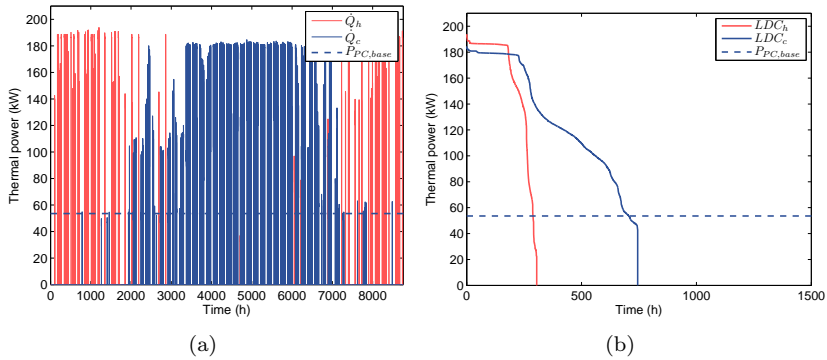 200
180
160
140
120
100
80
60
40
20
0
Thermal power (kW)
0 1000 2000 3000 4000 5000 6000 7000 8000
Time (h)
Q̇h
Q̇c
PPC,base
(a)
200
180
160
140
120
100
80
60
40
20
0
Thermal power (kW)
0 500 1000 1500
Time (h)
LDCh
LDCc
PPC,base
(b)